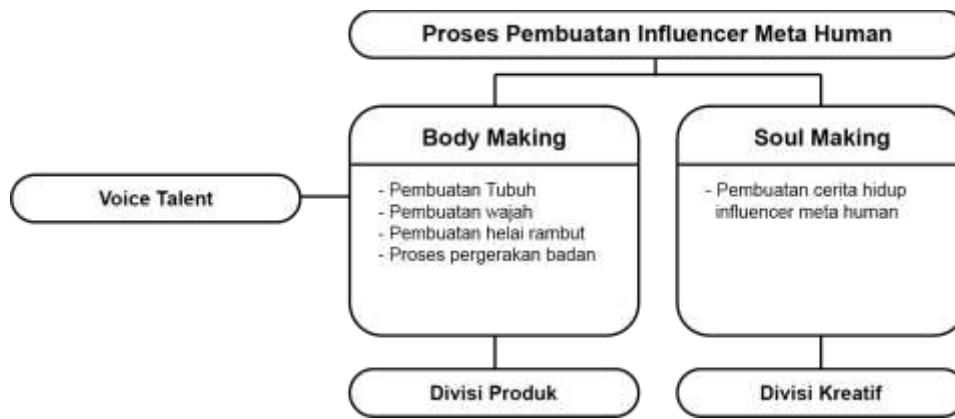 Proses Pembuatan Influencer Meta Human
Body Making
- Pembuatan Tubuh
- Pembuatan wajah
- Pembuatan helai rambut
- Proses pergerakan badan
Soul Making
- Pembuatan cerita hidup
influencer meta human
Voice Talent
Divisi Produk
Divisi Kreatif